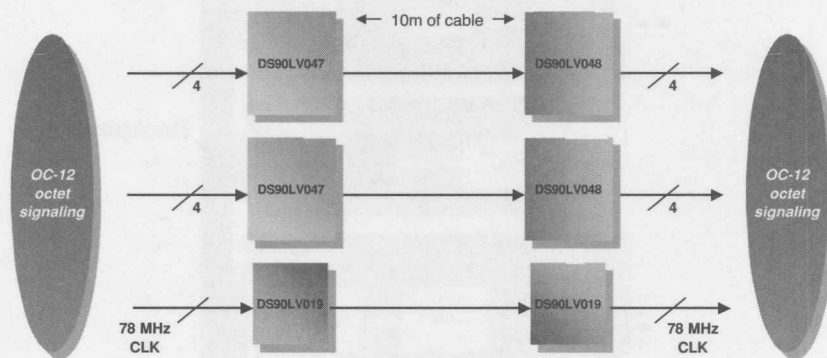 10m of cable
DS90LV047
DS90LV048
4
4
OC-12
octet
signaling
OC-12
octet
signaling
DS90LV047
DS90LV048
4
4
DS90LV019
DS90LV019
78 MHz
CLK
78 MHz
CLK